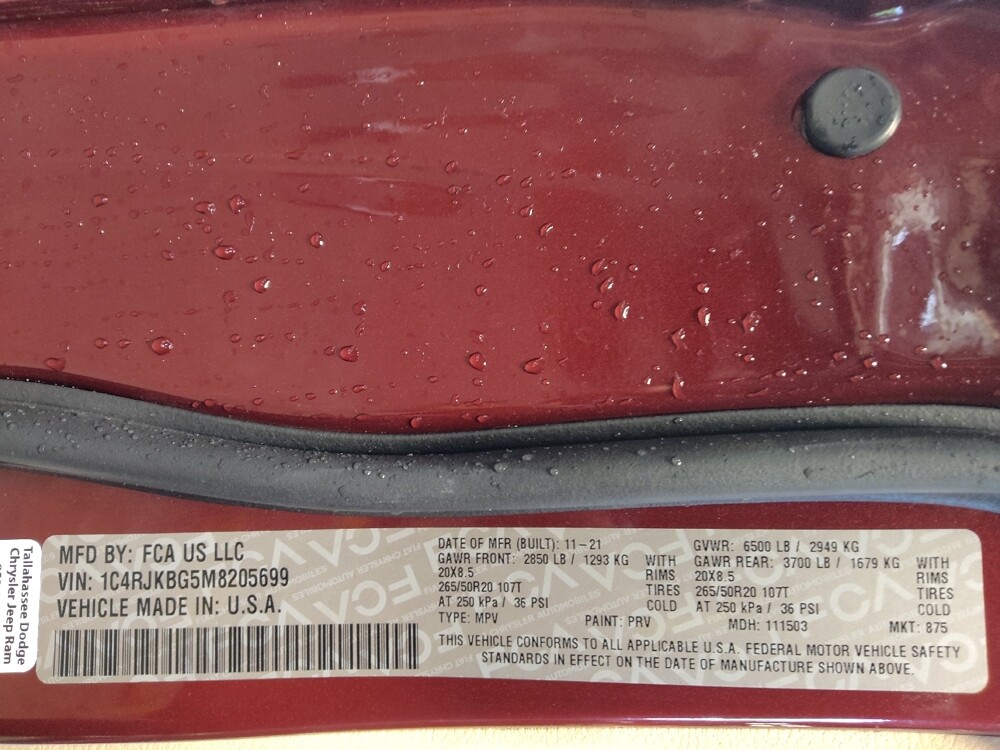 MFD BY: FCA US LLC
VIN: 1C4RJKBG5M8205699
VEHICLE MADE IN: U.S.A.
DATE OF MFR (BUILT): 11-21
GAWR FRONT: 2850 LB / 1293 KG WITH
20X8.5 RIMS
265/50R20 107T TIRES
AT 250 kPa / 36 PSI COLD
TYPE: MPV PAINT: PRV
GVWR: 6500 LB / 2949 KG
GAWR REAR: 3700 LB / 1679 KG WITH
20X8.5 RIMS
265/50R20 107T TIRES
AT 250 kPa / 36 PSI COLD
MDH: 111503 MKT: 875
THIS VEHICLE CONFORMS TO ALL APPLICABLE U.S.A. FEDERAL MOTOR VEHICLE SAFETY
STANDARDS IN EFFECT ON THE DATE OF MANUFACTURE SHOWN ABOVE.
Tallahassee Dodge
Chrysler Jeep Ram